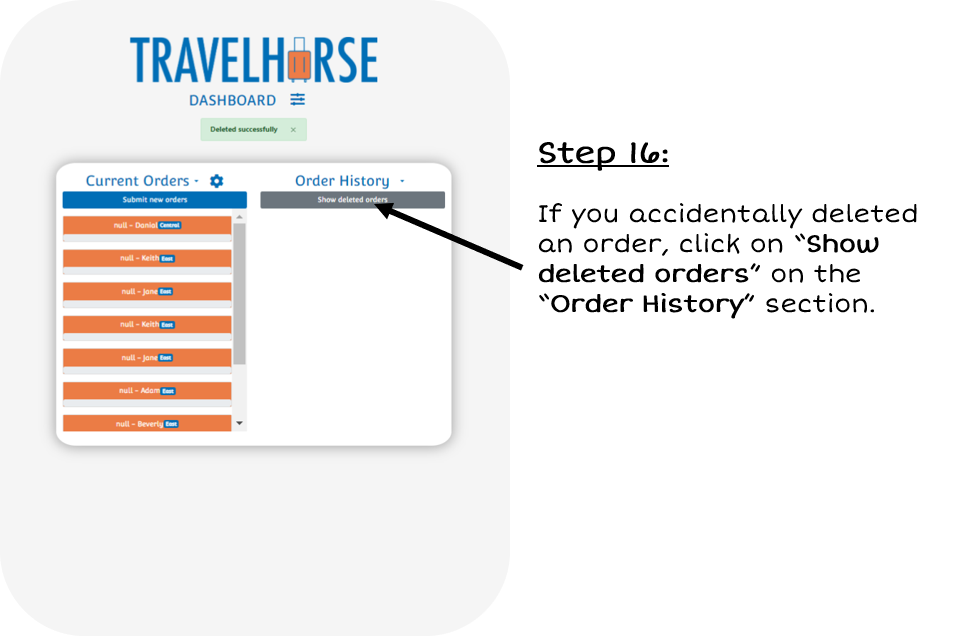 TRAVELHORSE
DASHBOARD
Deleted successfully ×
Current Orders
Submit new orders
null – Danial Central
null – Keith East
null – Jane East
null – Keith East
null – Jane East
null – Adam East
null – Beverly East
Order History
Show deleted orders
Step 16:
If you accidentally deleted
an order, click on “Show
deleted orders” on the
“Order History” section.